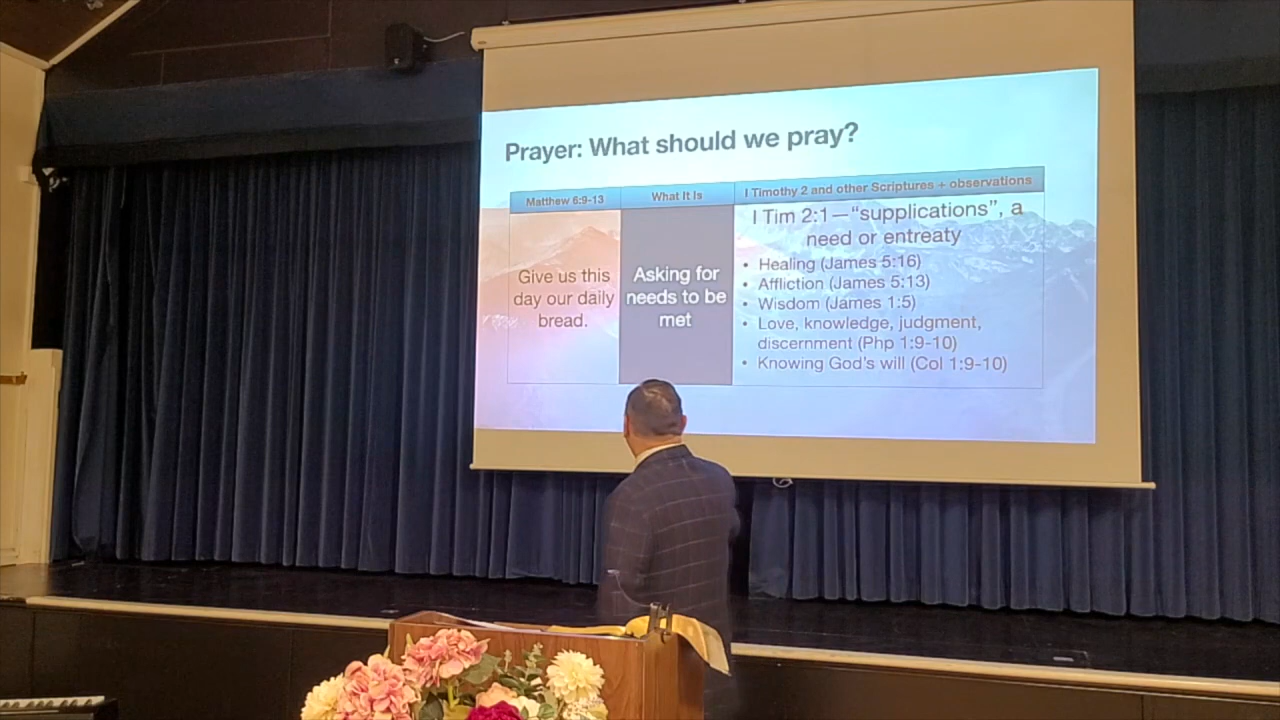 Prayer: What should we pray?
Matthew 6:9-13
What It Is
I Timothy 2 and other Scriptures + observations
Give us this
day our daily
bread.
Asking for
needs to be
met
I Tim 2:1—“supplications”, a
need or entreaty
• Healing (James 5:16)
• Affliction (James 5:13)
• Wisdom (James 1:5)
• Love, knowledge, judgment,
discernment (Php 1:9-10)
• Knowing God's will (Col 1:9-10)